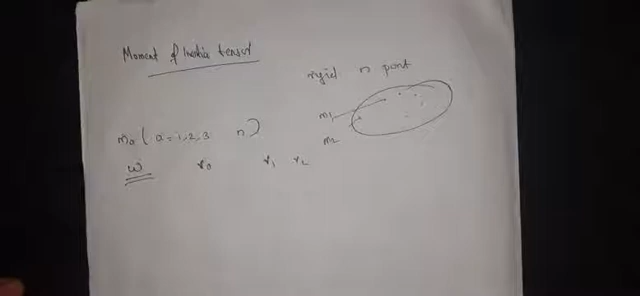 Moment of Inertia tensor
rigid n point
m₁
mₐ ( a = 1, 2, 3 n )
m₂
ω rₐ r₁ r₂